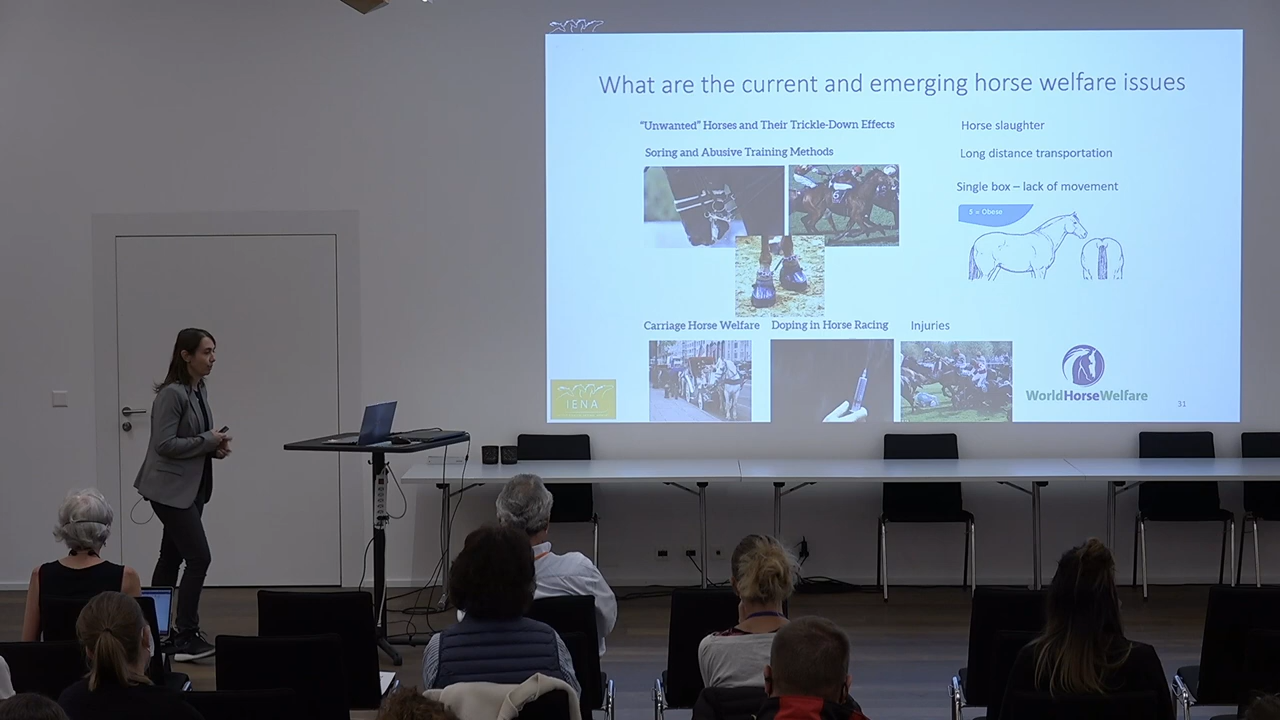 What are the current and emerging horse welfare issues
"Unwanted" Horses and Their Trickle-Down Effects
Soring and Abusive Training Methods
Horse slaughter
Long distance transportation
Single box – lack of movement
5 = Obese
6
Carriage Horse Welfare
Doping in Horse Racing
Injuries
IENA
WorldHorseWelfare
31